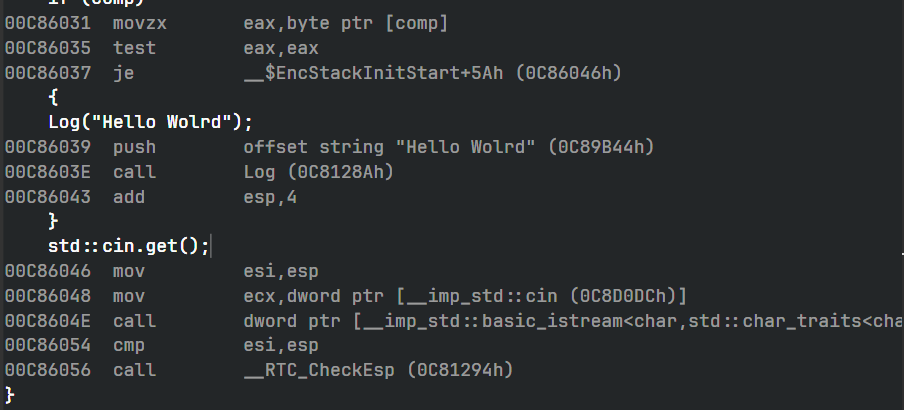 if (comp)
00C86031  movzx       eax,byte ptr [comp]
00C86035  test        eax,eax
00C86037  je          __$EncStackInitStart+5Ah (0C86046h)
    {
    Log("Hello Wolrd");
00C86039  push        offset string "Hello Wolrd" (0C89B44h)
00C8603E  call        Log (0C8128Ah)
00C86043  add         esp,4
    }
    std::cin.get();
00C86046  mov         esi,esp
00C86048  mov         ecx,dword ptr [__imp_std::cin (0C8D0DCh)]
00C8604E  call        dword ptr [__imp_std::basic_istream<char,std::char_traits<cha
00C86054  cmp         esi,esp
00C86056  call        __RTC_CheckEsp (0C81294h)
}